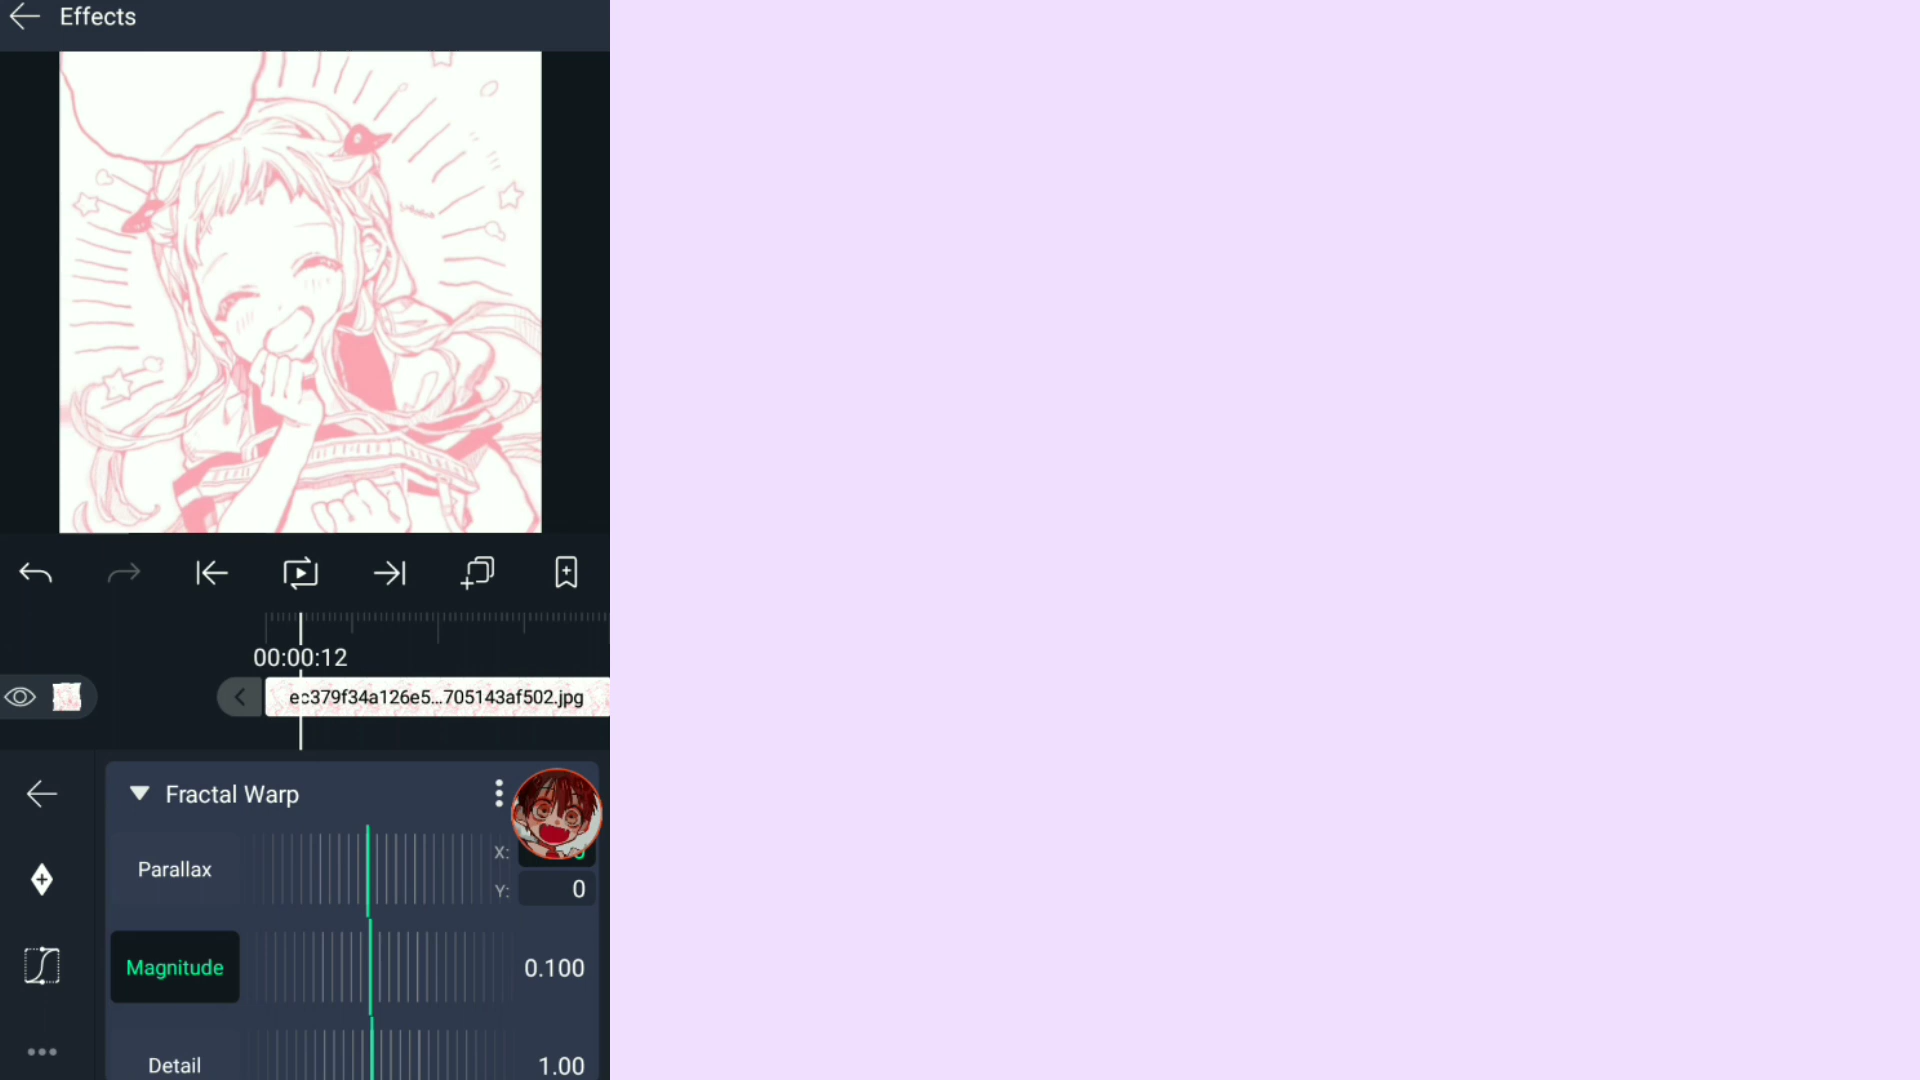 Effects
00:00:12
ec379f34a126e5...705143af502.jpg
Fractal Warp
Parallax
X:
Y:
0
Magnitude
0.100
Detail
1.00